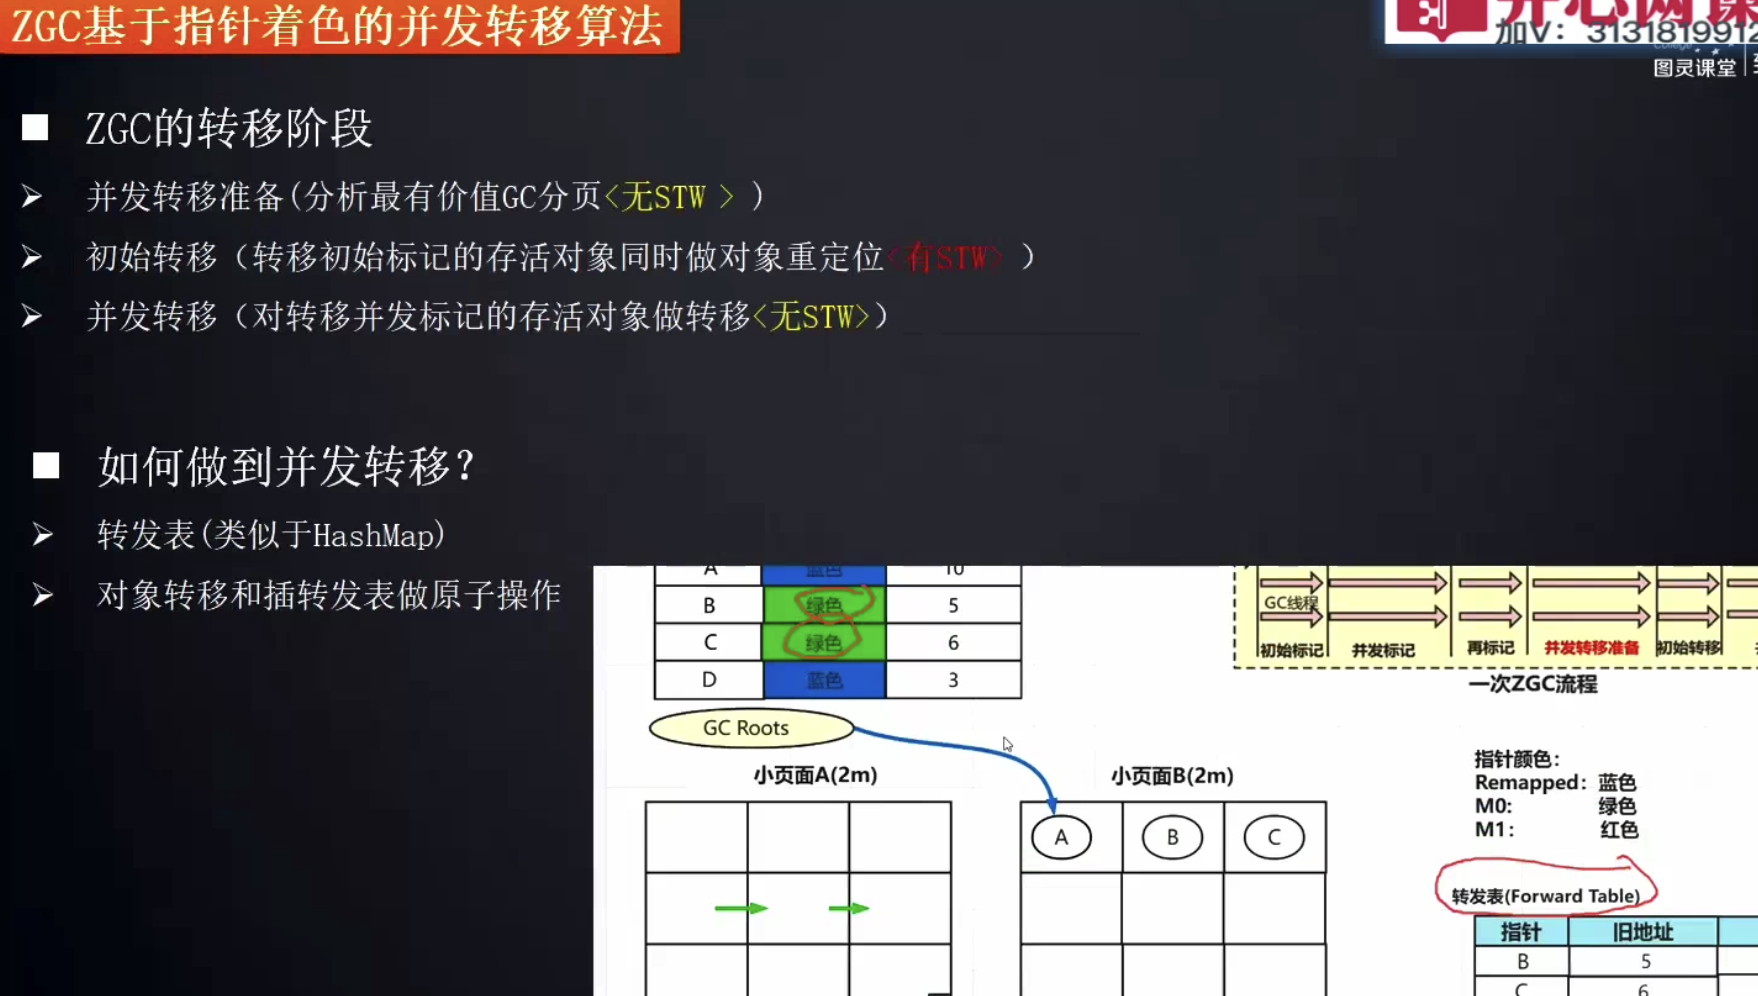 ZGC基于指针着色的并发转移算法
加V: 3131819912
图灵课堂
ZGC的转移阶段
并发转移准备(分析最有价值GC分页<无STW > )
初始转移（转移初始标记的存活对象同时做对象重定位<有STW> ）
并发转移（对转移并发标记的存活对象做转移<无STW>）
如何做到并发转移？
转发表(类似于HashMap)
对象转移和插转发表做原子操作
A 蓝色 10
B 绿色 5
C 绿色 6
D 蓝色 3
GC Roots
小页面A(2m)
小页面B(2m)
A B C
GC线程
初始标记 并发标记 再标记 并发转移准备 初始转移
一次ZGC流程
指针颜色：
Remapped： 蓝色
M0: 绿色
M1： 红色
转发表(Forward Table)
指针 旧地址
B 5
C 6